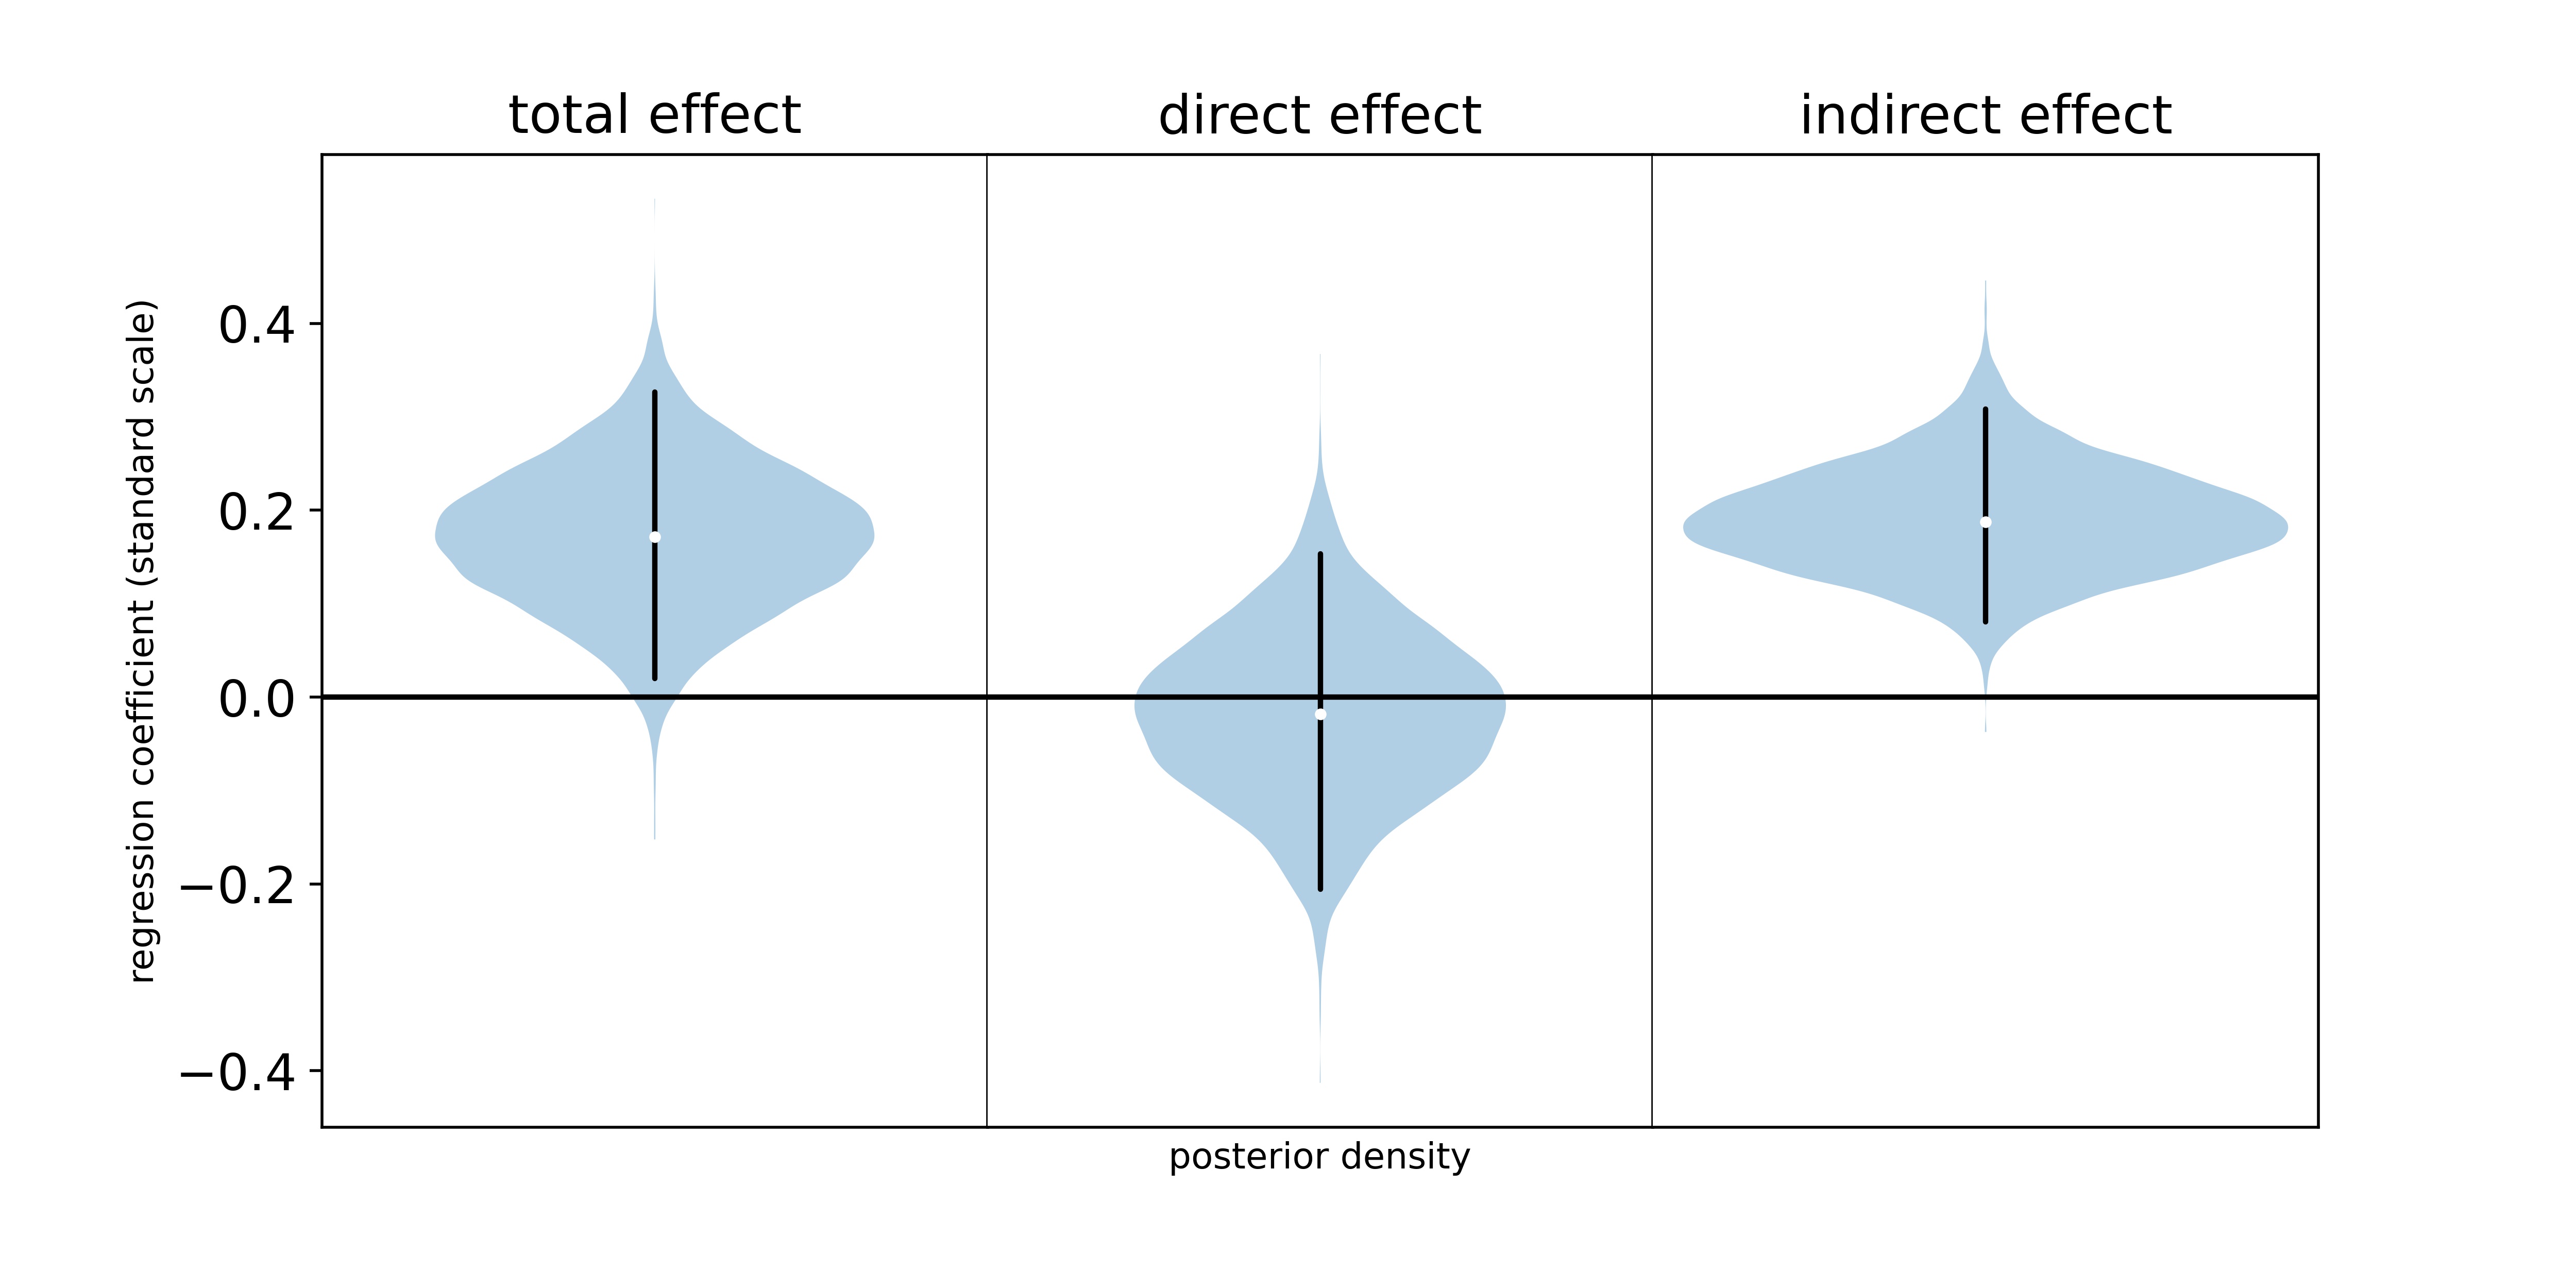 total effect
direct effect
indirect effect
regression coefficient (standard scale)
0.4
0.2
0.0
−0.2
−0.4
posterior density